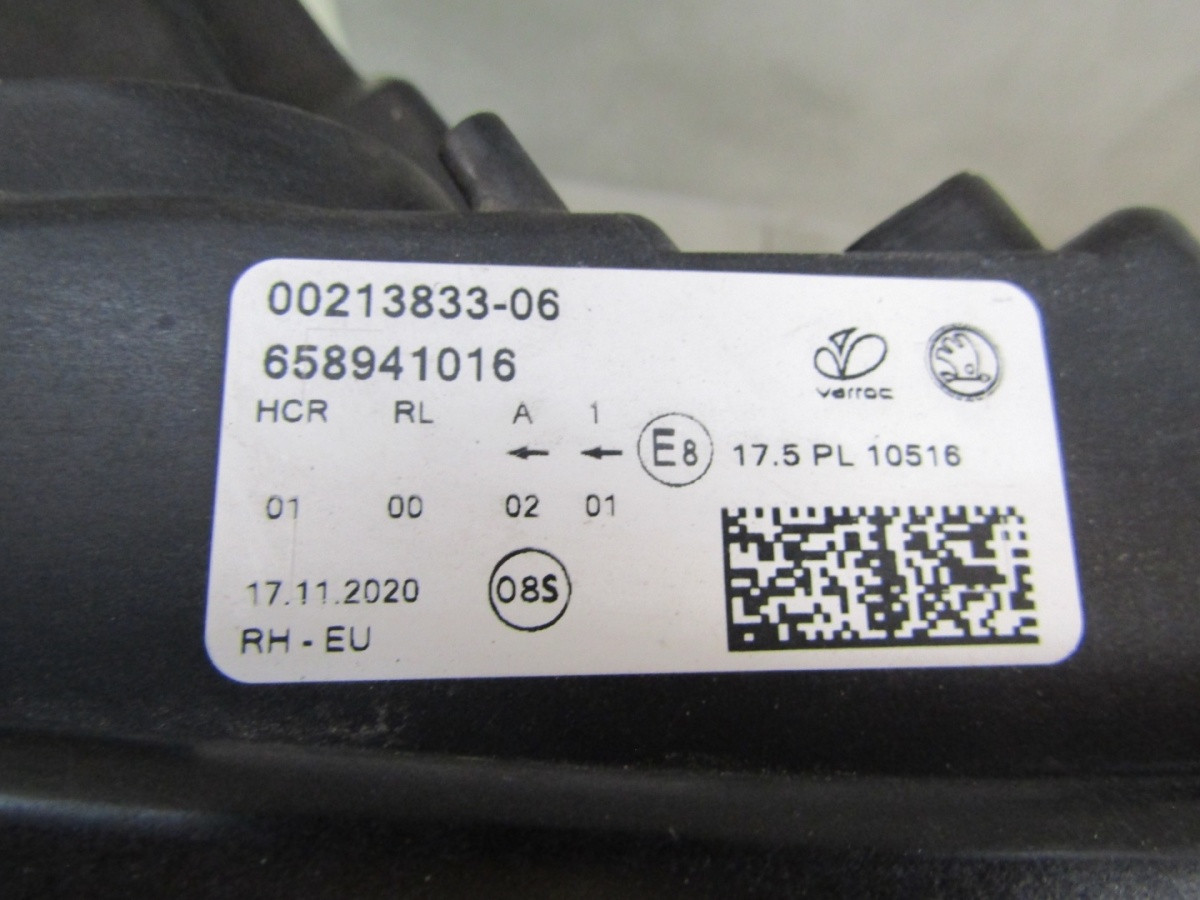 00213833-06
658941016
varroc
HCR RL A 1
← ← E8 17.5 PL 10516
01 00 02 01
17.11.2020 08S
RH - EU